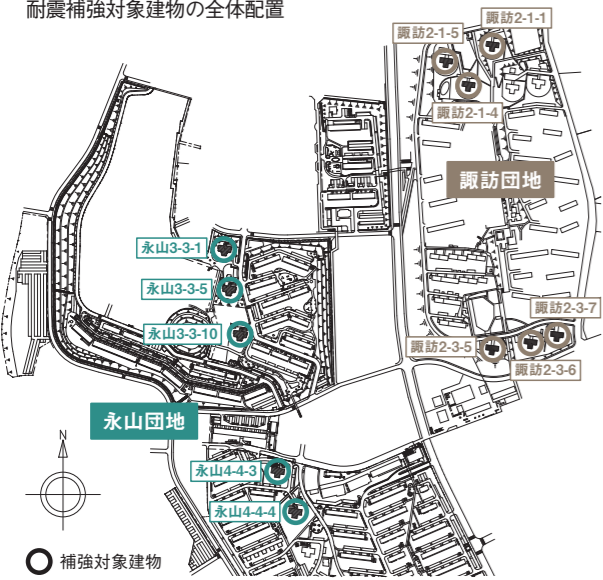 耐震補強対象建物の全体配置
諏訪2-1-1
諏訪2-1-5
諏訪2-1-4
諏訪団地
永山3-3-1
永山3-3-5
諏訪2-3-7
永山3-3-10
諏訪2-3-5
諏訪2-3-6
永山団地
N
永山4-4-3
永山4-4-4
補強対象建物